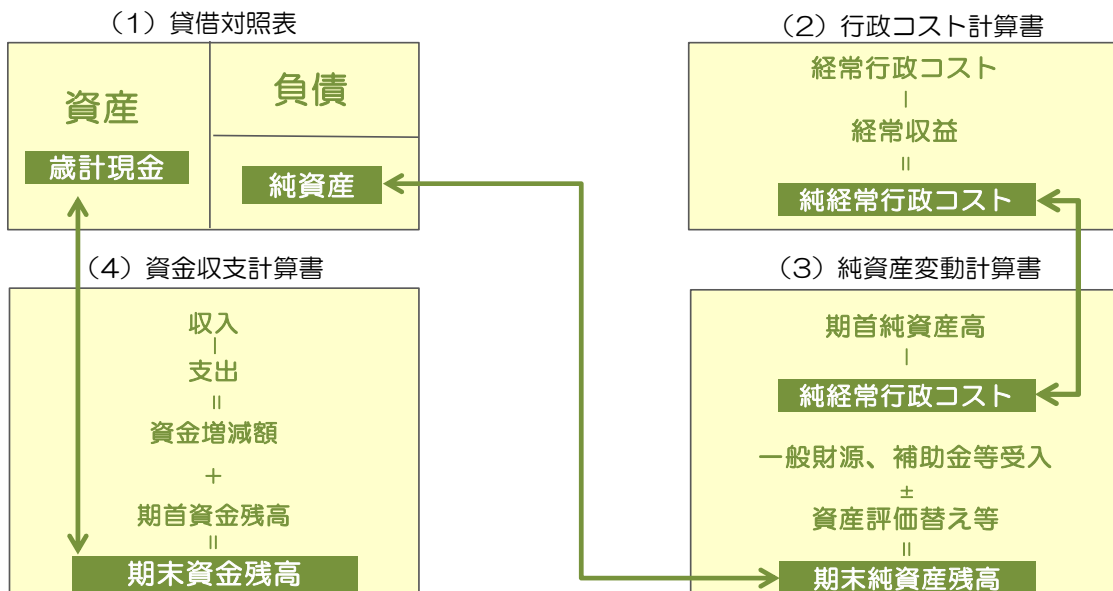 （1）貸借対照表
資産
歳計現金
負債
純資産
（2）行政コスト計算書
経常行政コスト
－
経常収益
＝
純経常行政コスト
（4）資金収支計算書
収入
－
支出
＝
資金増減額
＋
期首資金残高
＝
期末資金残高
（3）純資産変動計算書
期首純資産高
－
純経常行政コスト
一般財源、補助金等受入
±
資産評価替え等
＝
期末純資産残高